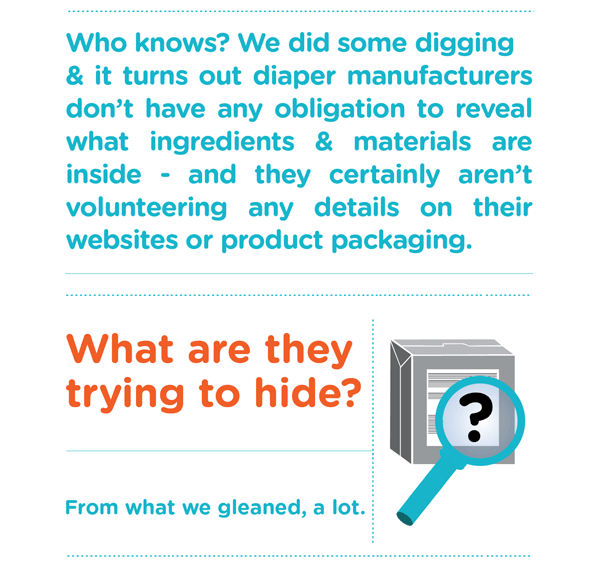 Who knows? We did some digging
& it turns out diaper manufacturers
don’t have any obligation to reveal
what ingredients & materials are
inside - and they certainly aren’t
volunteering any details on their
websites or product packaging.
What are they
trying to hide?
?
From what we gleaned, a lot.